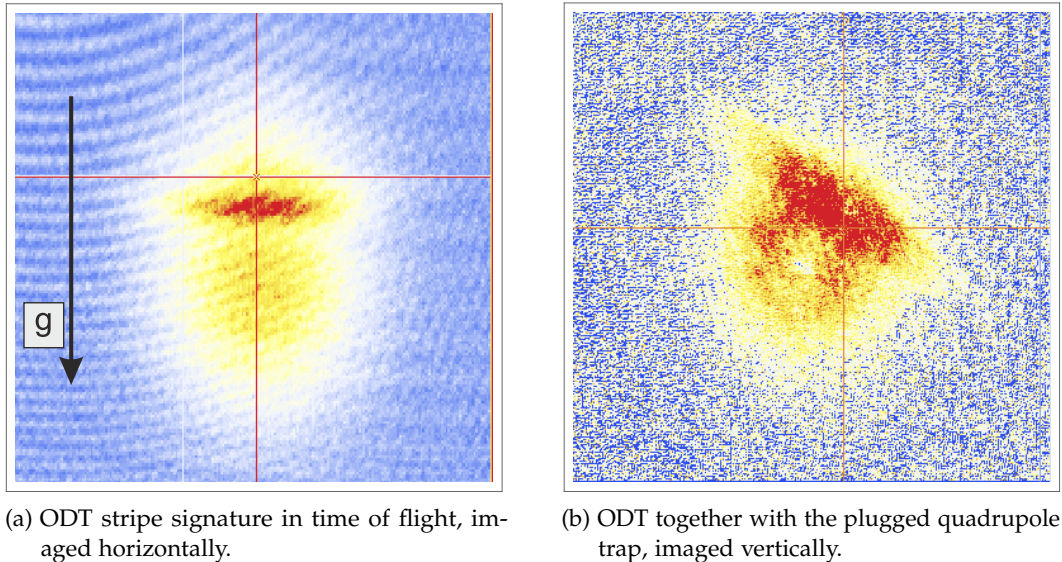 g
(a) ODT stripe signature in time of flight, im-
aged horizontally.
(b) ODT together with the plugged quadrupole
trap, imaged vertically.